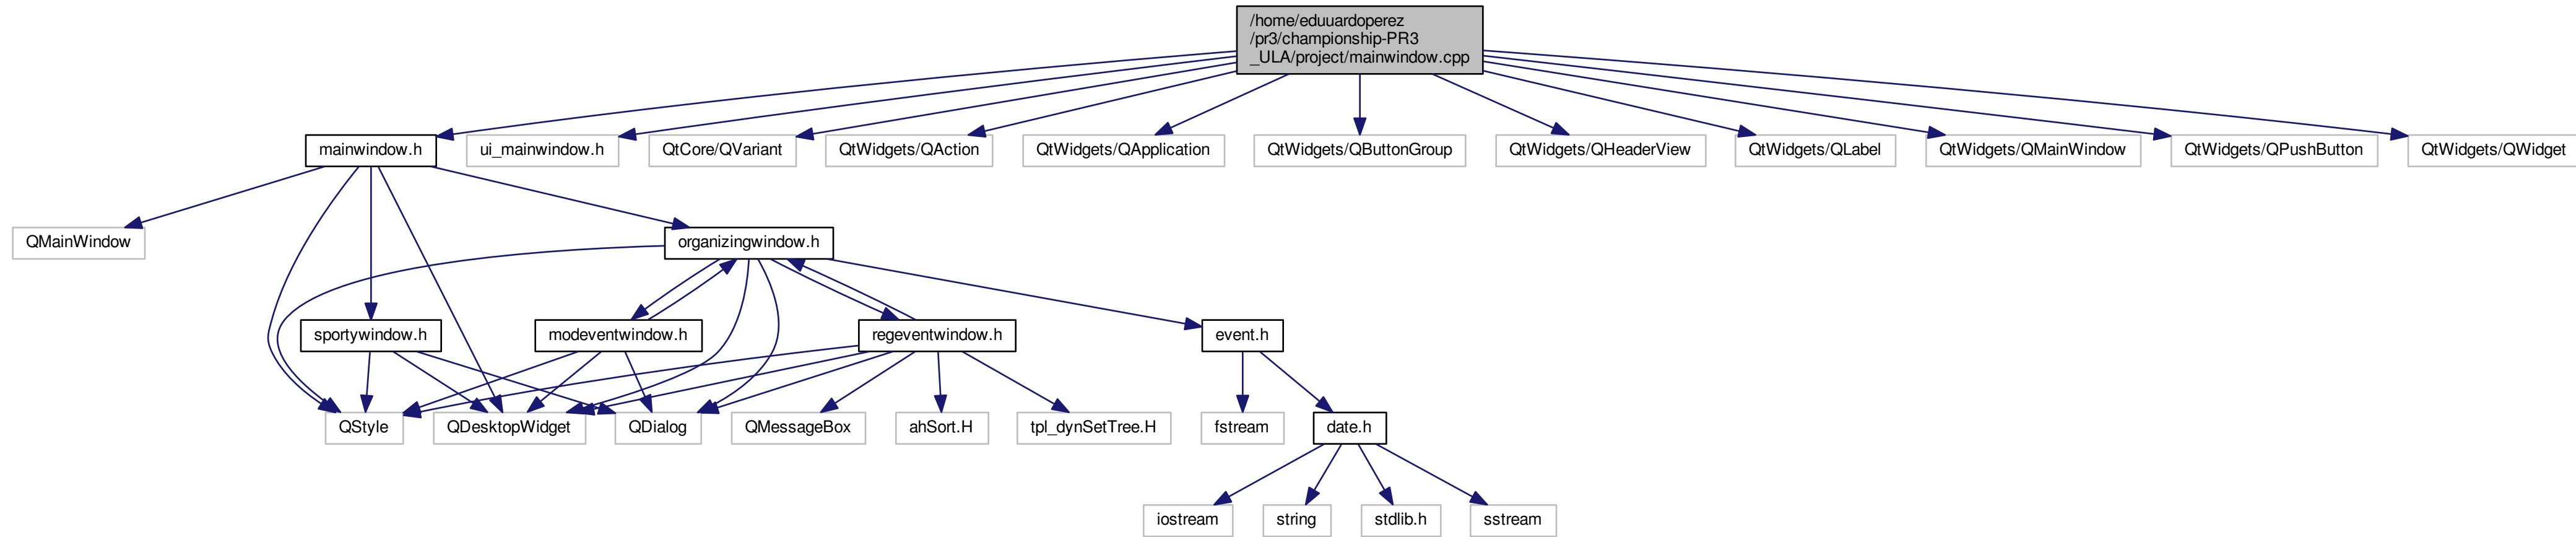 /home/eduuardoperez
/pr3/championship-PR3
_ULA/project/mainwindow.cpp
mainwindow.h
ui_mainwindow.h
QtCore/QVariant
QtWidgets/QAction
QtWidgets/QApplication
QtWidgets/QButtonGroup
QtWidgets/QHeaderView
QtWidgets/QLabel
QtWidgets/QMainWindow
QtWidgets/QPushButton
QtWidgets/QWidget
QMainWindow
organizingwindow.h
sportywindow.h
modeventwindow.h
regeventwindow.h
event.h
QStyle
QDesktopWidget
QDialog
QMessageBox
ahSort.H
tpl_dynSetTree.H
fstream
date.h
iostream
string
stdlib.h
sstream